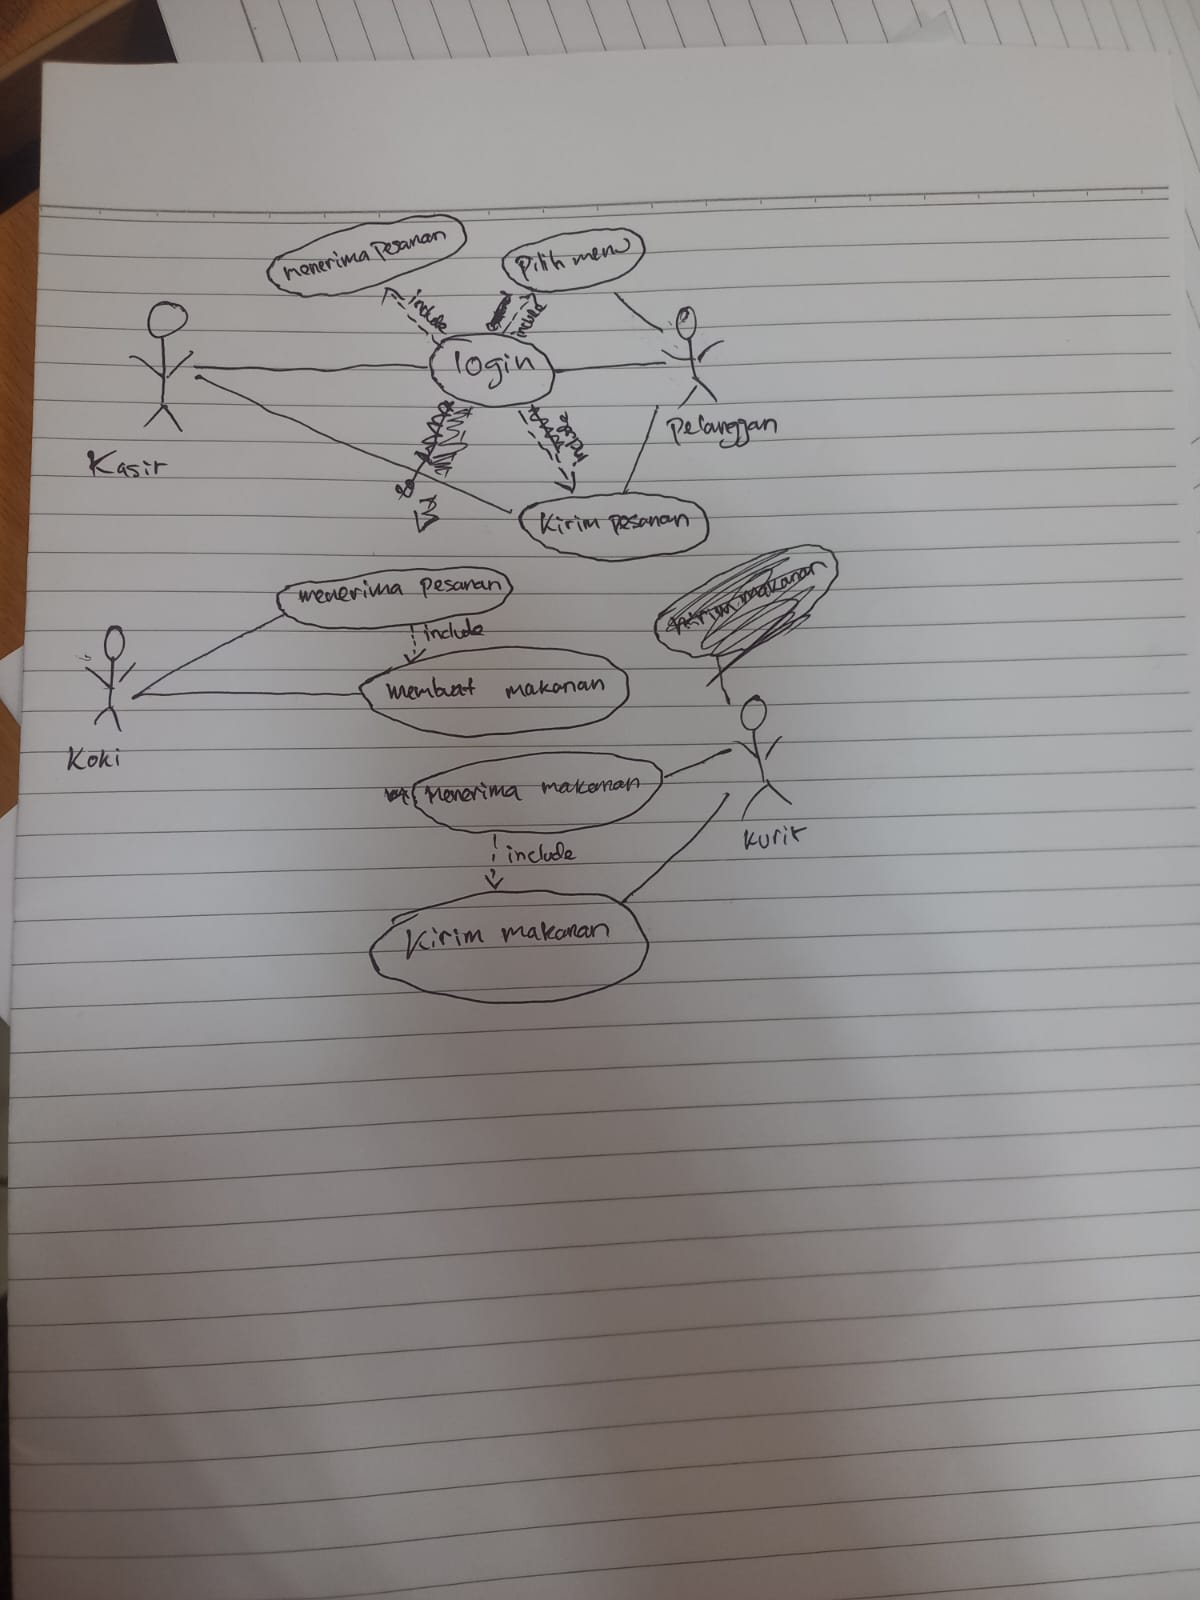 menerima pesanan
Pilih menu
include
include
login
Kasir
Pelanggan
include
Kirim pesanan
menerima pesanan
include
membuat makanan
Koki
Menerima makanan
Kurir
include
Kirim makanan